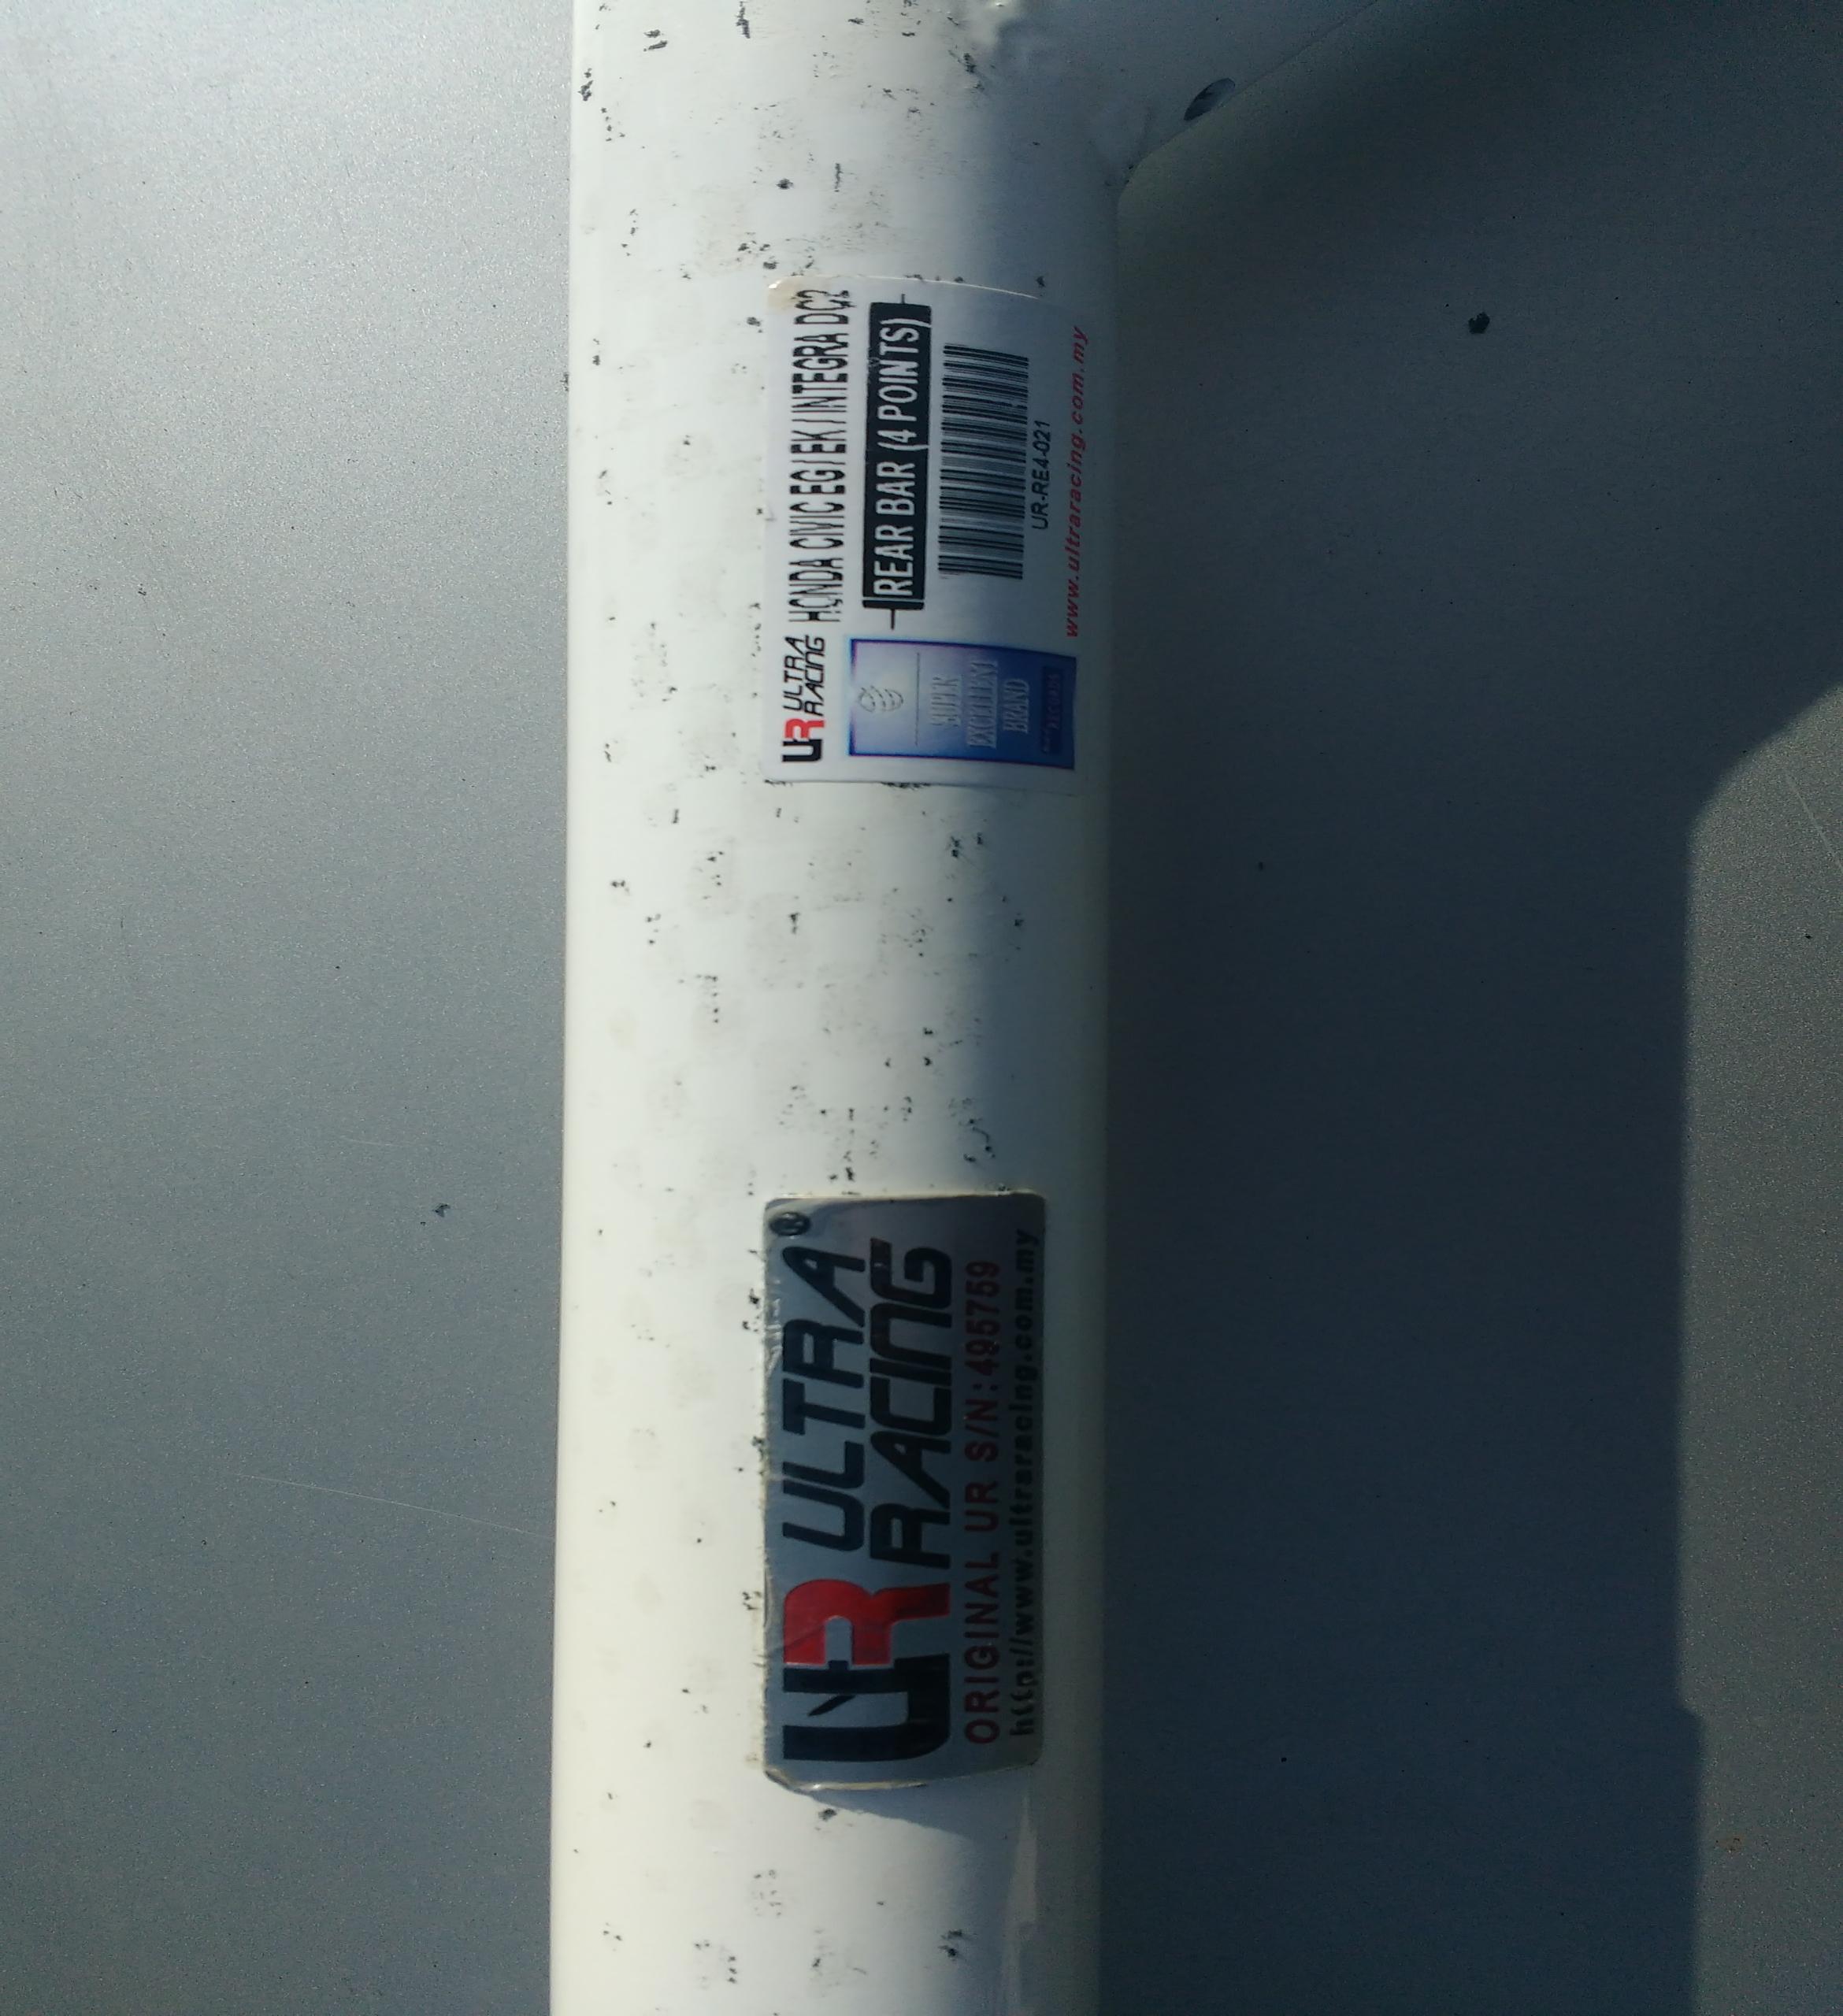 UR ULTRA RACING HONDA CIVIC EG / EK / INTEGRA DC2
REAR BAR (4 POINTS)
UR-RE4-021
www.ultraracing.com.my
SUPER
EXCELLENT
BRAND
UR ULTRA RACING ®
ORIGINAL UR S/N:495759
http://www.ultraracing.com.my